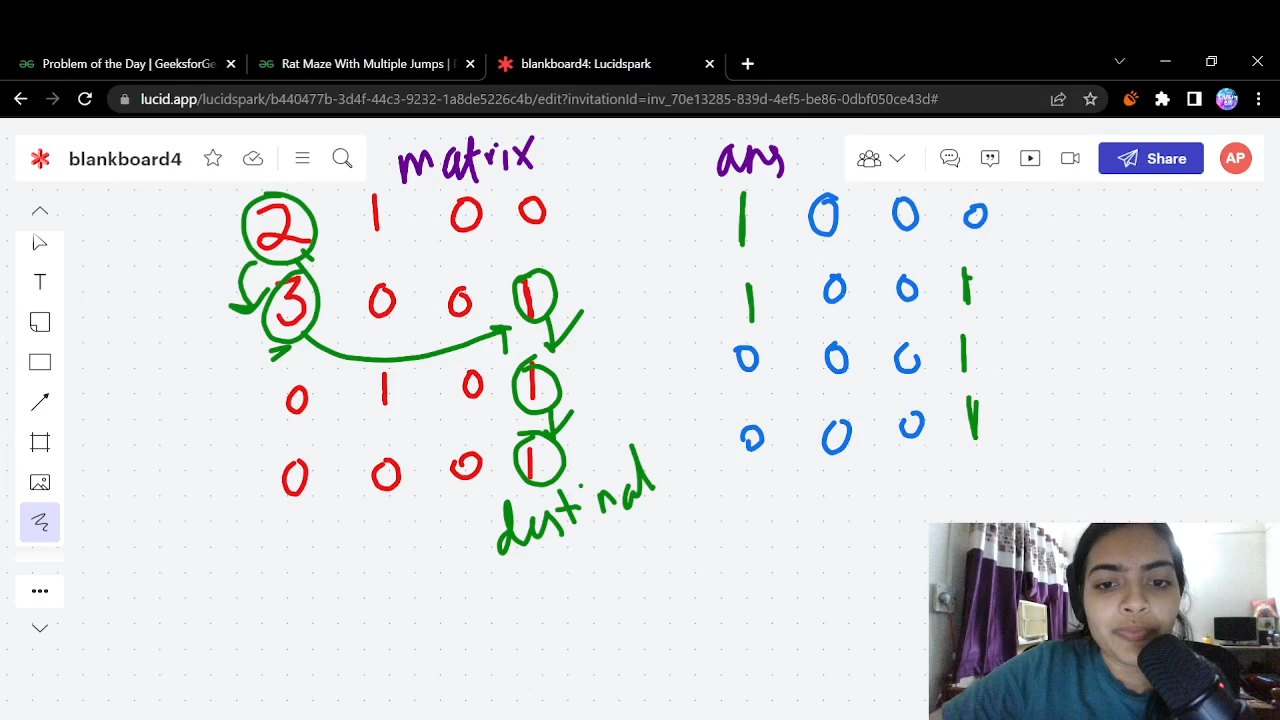 Problem of the Day | GeeksforGe
Rat Maze With Multiple Jumps |
blankboard4: Lucidspark
lucid.app/lucidspark/b440477b-3d4f-44c3-9232-1a8de5226c4b/edit?invitationId=inv_70e13285-839d-4ef5-be86-0dbf050ce43d#
blankboard4
Share
AP
matrix
ans
2 1 0 0
1 0 0 0
3 0 0 1
1 0 0 1
0 1 0 1
0 0 0 1
0 0 0 1
0 0 0 1
T